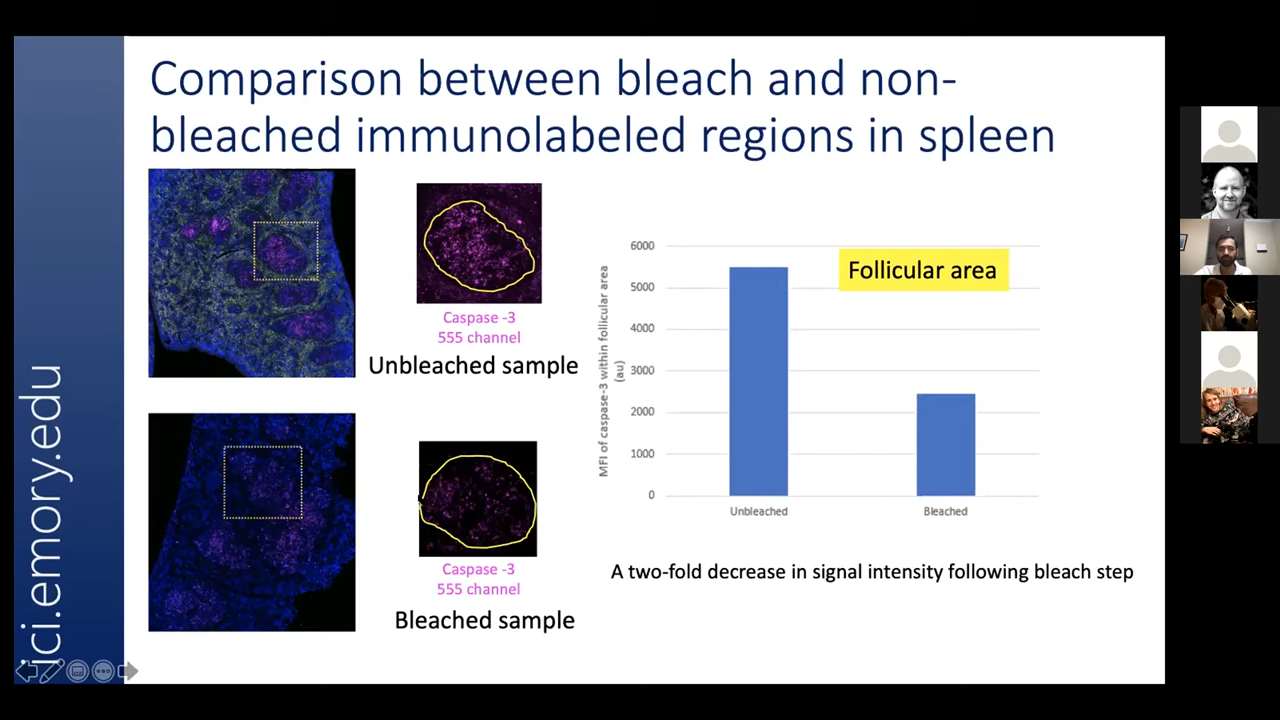 Comparison between bleach and non-
bleached immunolabeled regions in spleen
ici.emory.edu
Caspase -3
555 channel
Unbleached sample
Caspase -3
555 channel
Bleached sample
Follicular area
MFI of caspase-3 within follicular area
(au)
6000
5000
4000
3000
2000
1000
0
Unbleached
Bleached
A two-fold decrease in signal intensity following bleach step